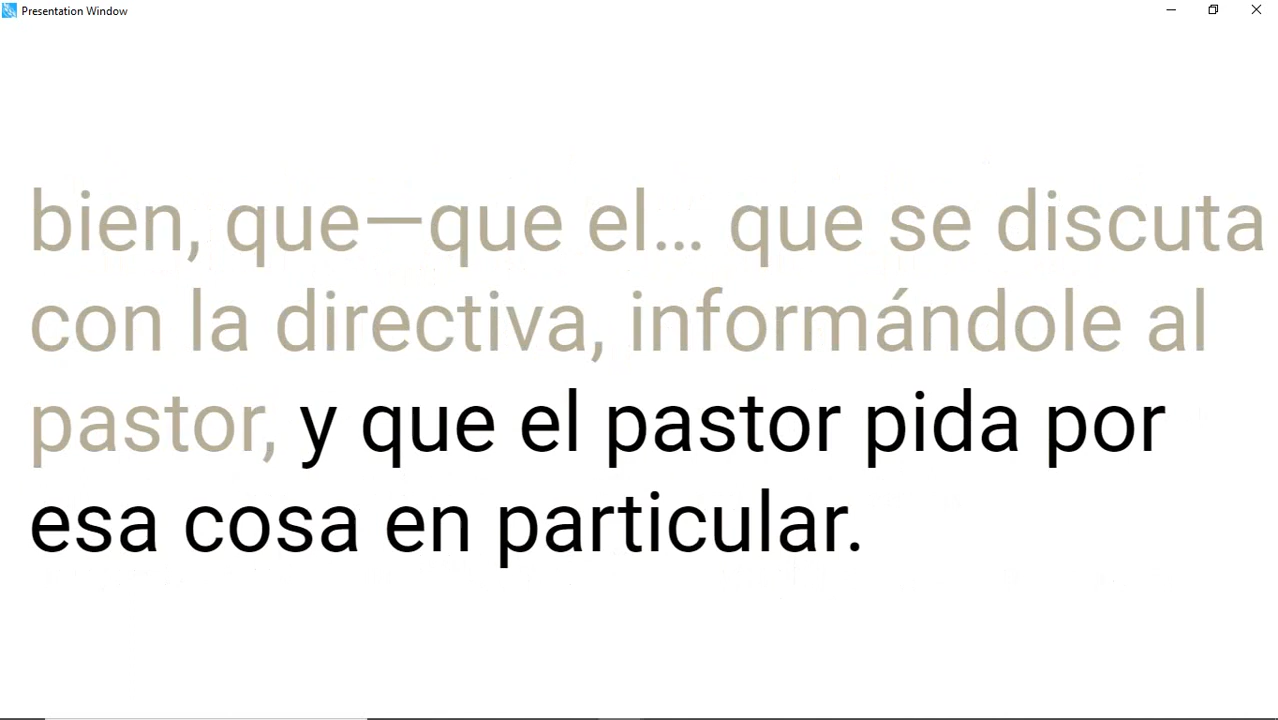 Presentation Window
bien, que—que el... que se discuta
con la directiva, informándole al
pastor, y que el pastor pida por
esa cosa en particular.